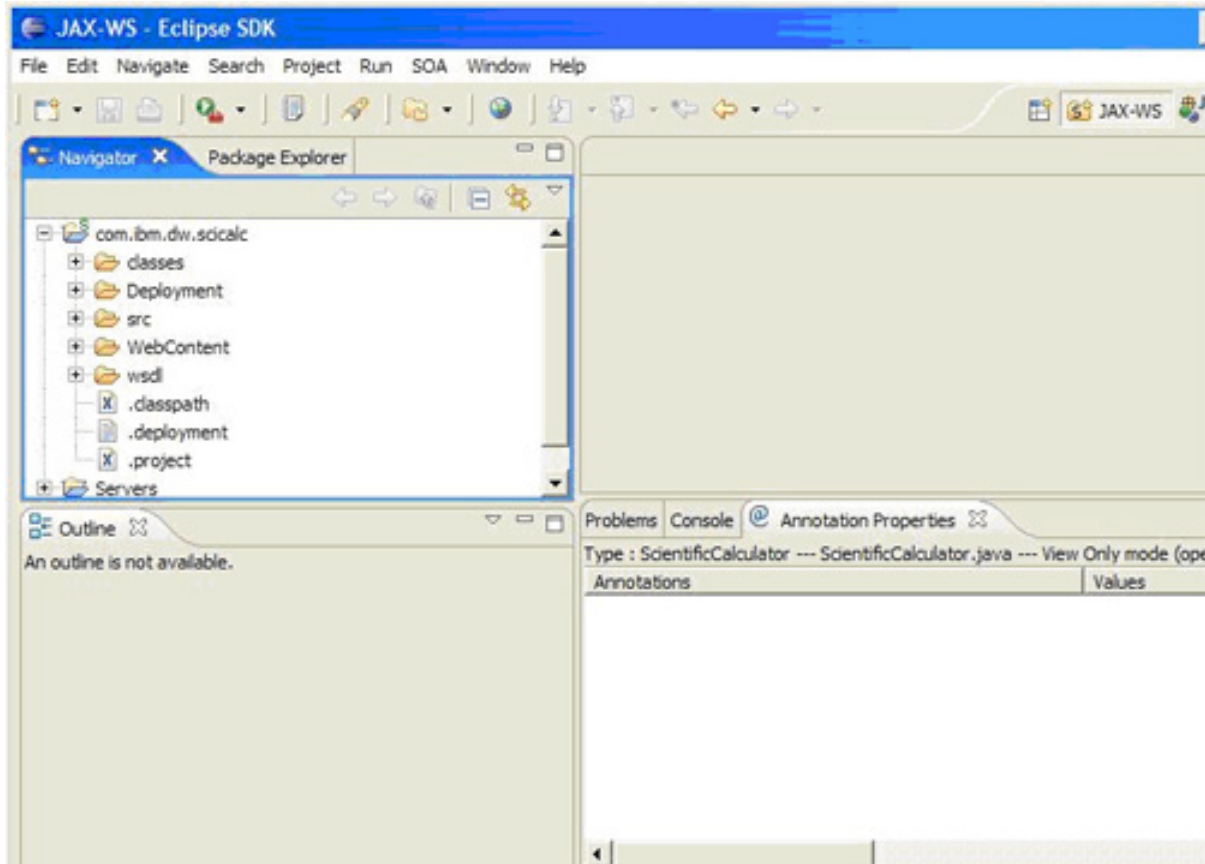 JAX-WS - Eclipse SDK
File Edit Navigate Search Project Run SOA Window Help
JAX-WS J
Navigator Package Explorer
com.ibm.dw.scicalc
classes
Deployment
src
WebContent
wsdl
.classpath
.deployment
.project
Servers
Outline
An outline is not available.
Problems Console @ Annotation Properties
Type : ScientificCalculator --- ScientificCalculator.java --- View Only mode (ope
Annotations Values